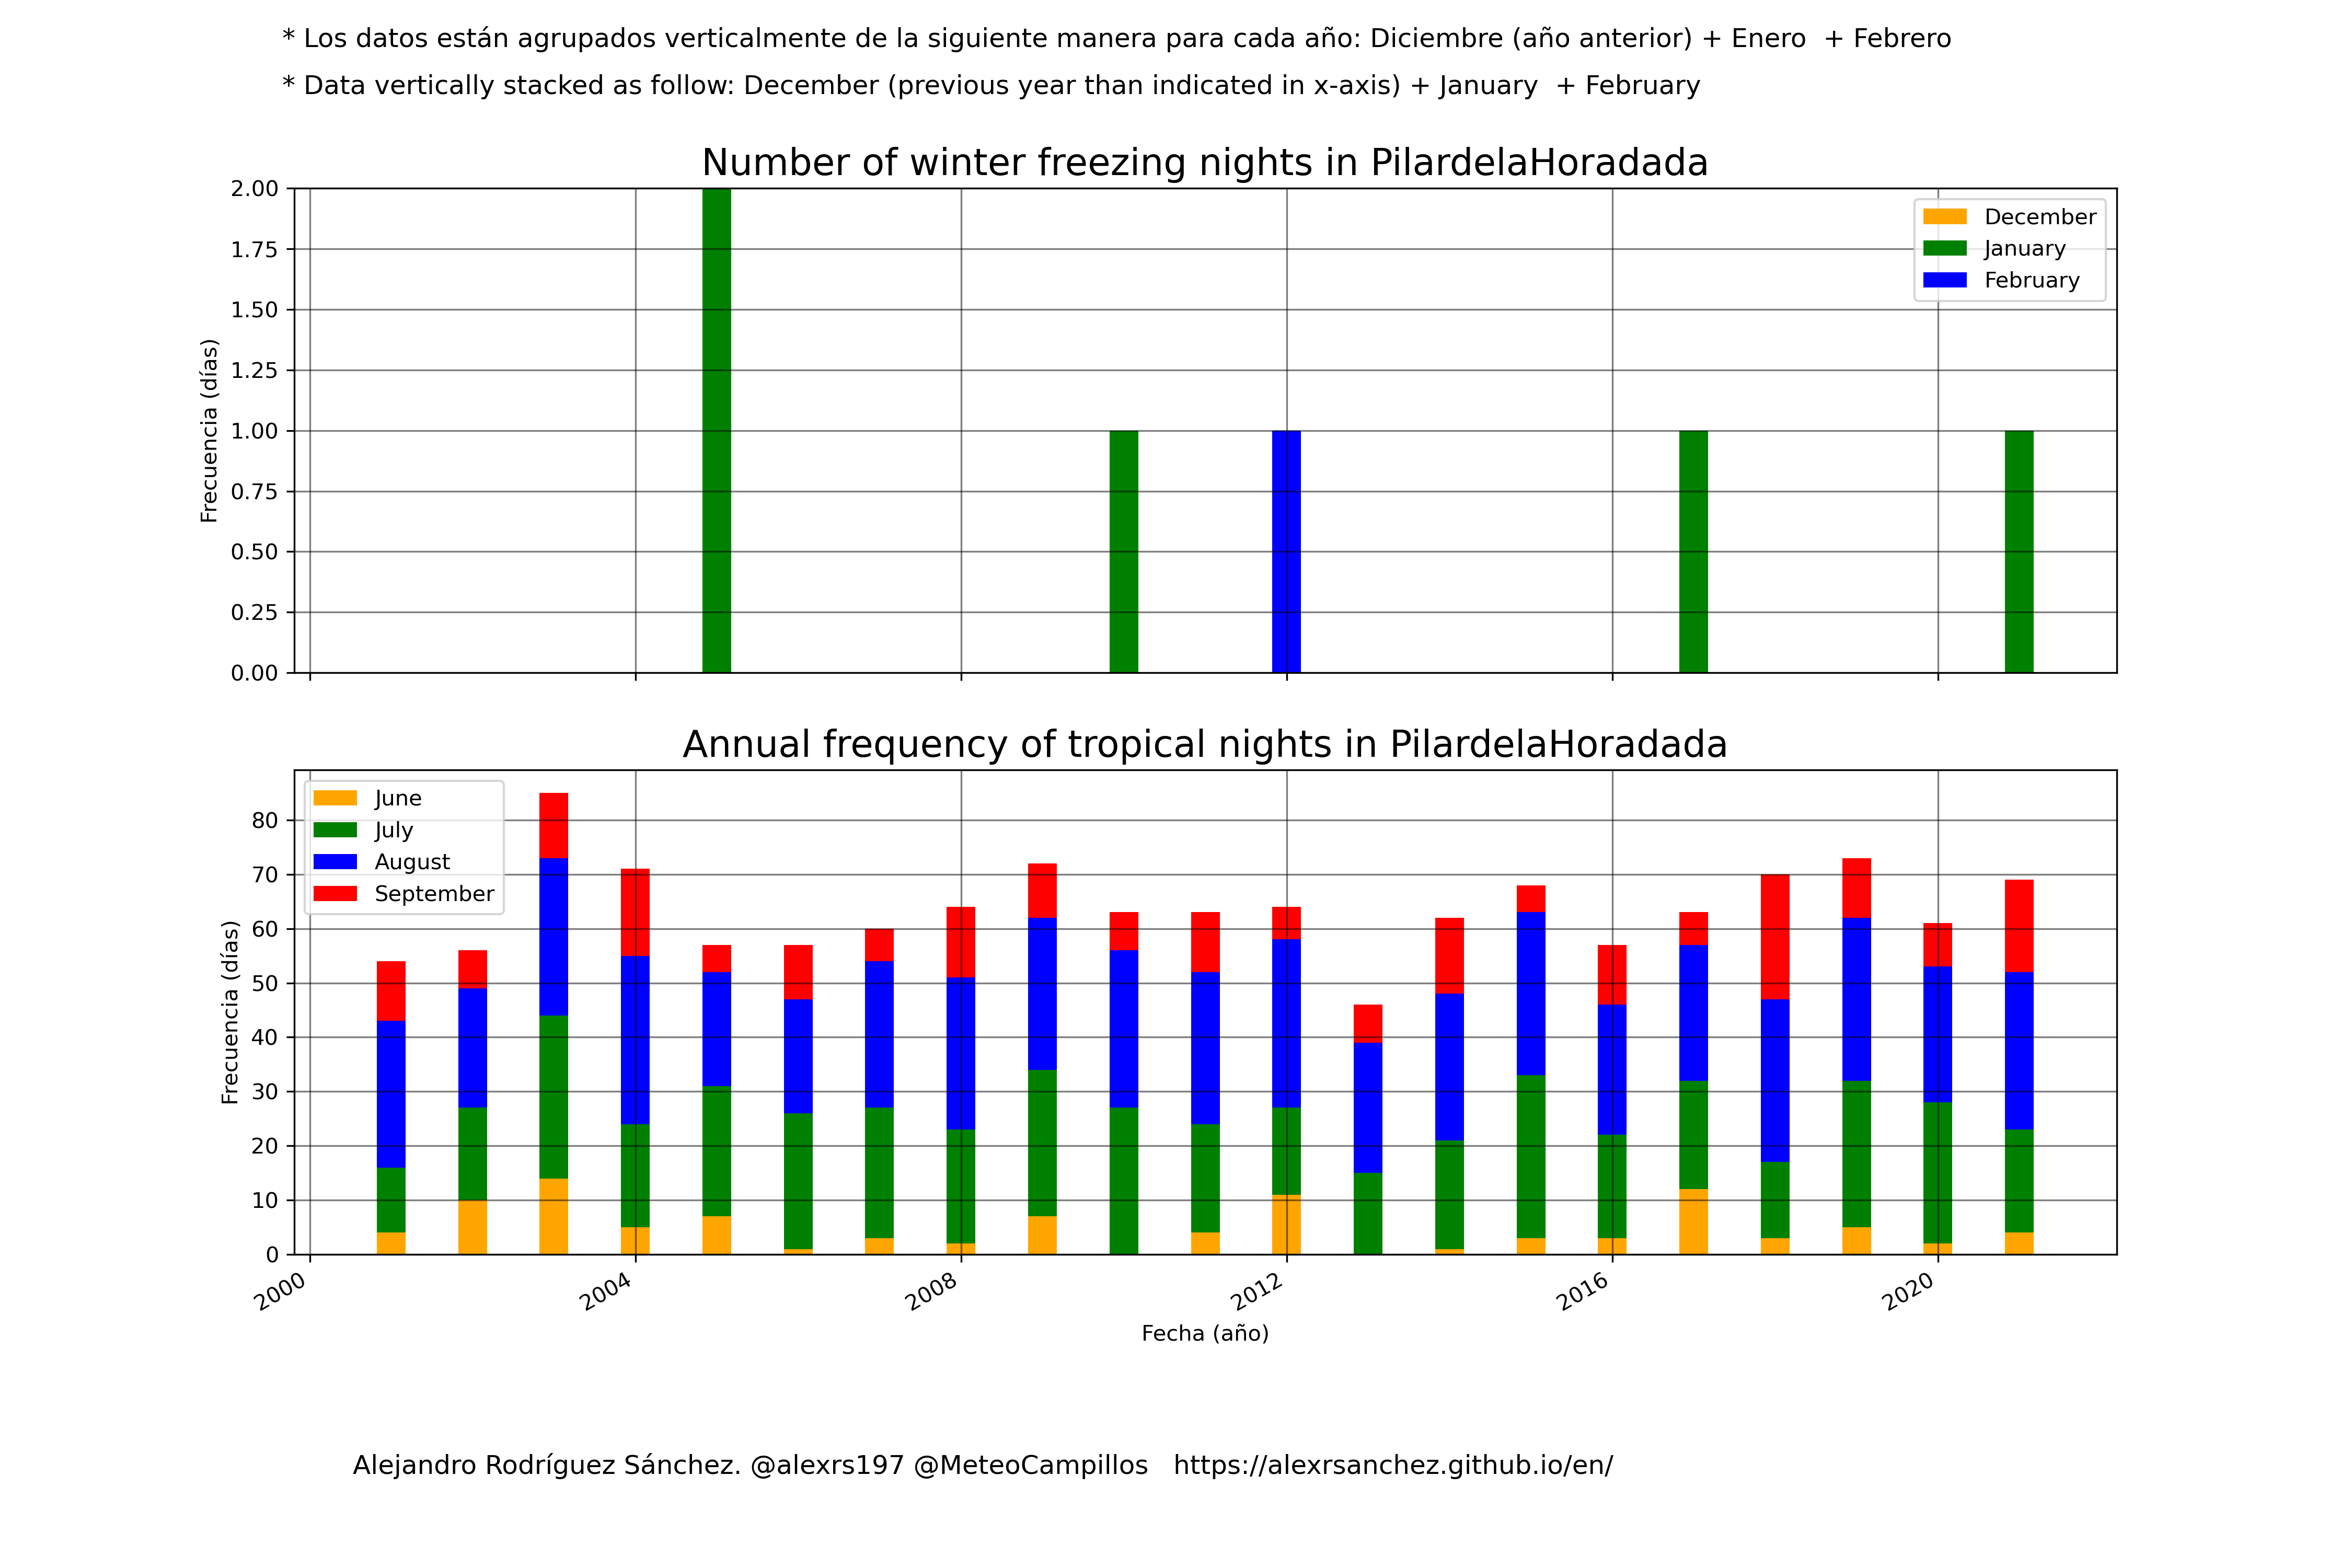 * Los datos están agrupados verticalmente de la siguiente manera para cada año: Diciembre (año anterior) + Enero  + Febrero
* Data vertically stacked as follow: December (previous year than indicated in x-axis) + January  + February
Number of winter freezing nights in PilardelaHoradada
2.00
1.75
1.50
1.25
1.00
0.75
0.50
0.25
0.00
Frecuencia (días)
December
January
February
Annual frequency of tropical nights in PilardelaHoradada
80
70
60
50
40
30
20
10
0
Frecuencia (días)
June
July
August
September
2000
2004
2008
2012
2016
2020
Fecha (año)
Alejandro Rodríguez Sánchez. @alexrs197 @MeteoCampillos   https://alexrsanchez.github.io/en/